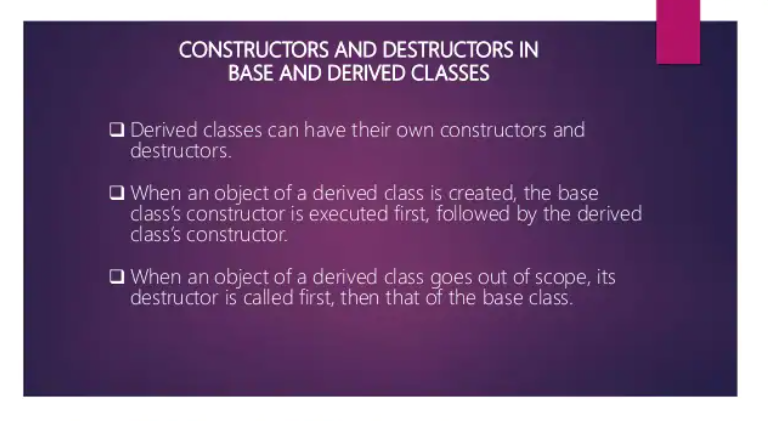 CONSTRUCTORS AND DESTRUCTORS IN
BASE AND DERIVED CLASSES
❑ Derived classes can have their own constructors and
destructors.
❑ When an object of a derived class is created, the base
class’s constructor is executed first, followed by the derived
class’s constructor.
❑ When an object of a derived class goes out of scope, its
destructor is called first, then that of the base class.